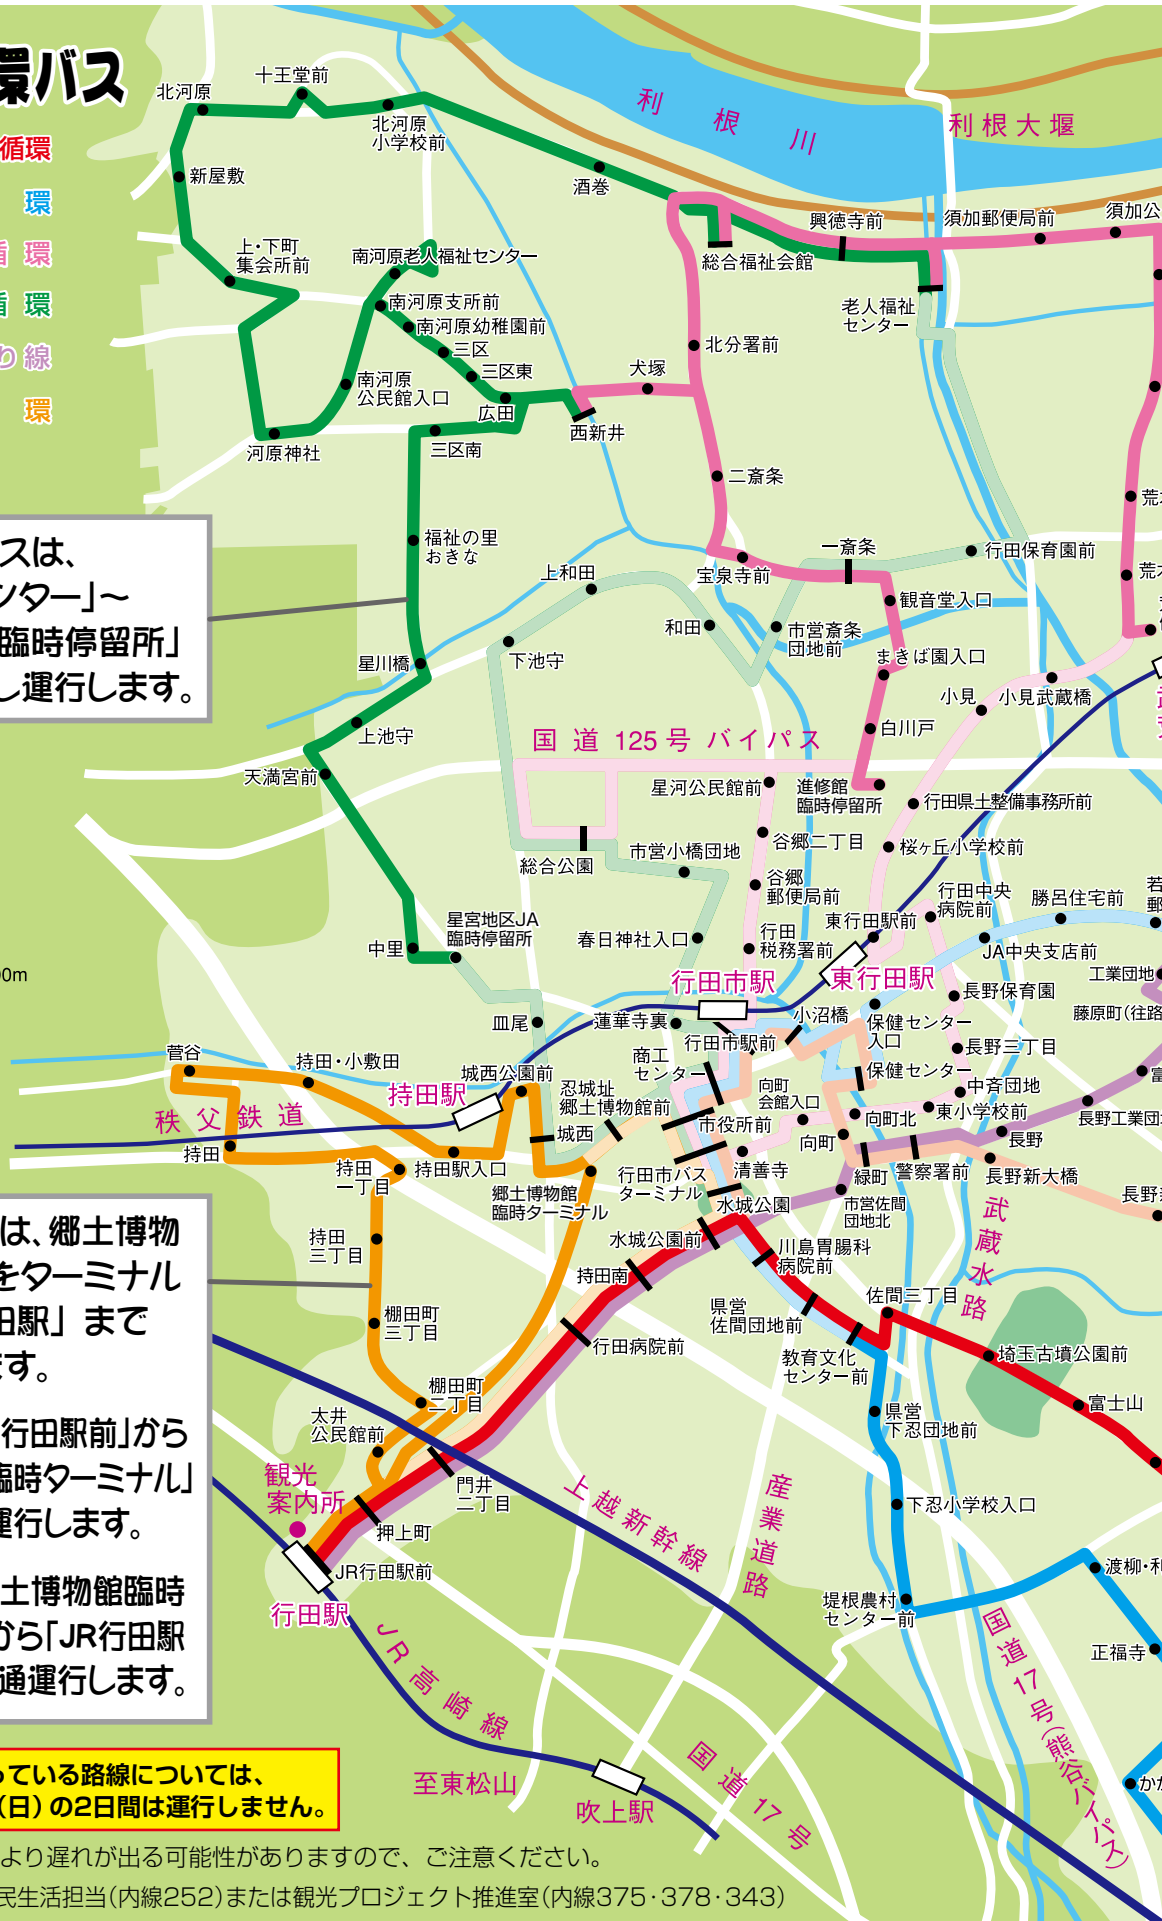 環バス
循環
環
循環
循環
り線
環
北河原
十王堂前
北河原
小学校前
新屋敷
酒巻
利根川
利根大堰
上・下町
集会所前
南河原老人福祉センター
総合福祉会館
興徳寺前
須加郵便局前
須加公
南河原支所前
南河原幼稚園前
三区
三区東
老人福祉
センター
北分署前
犬塚
南河原
公民館入口
広田
西新井
河原神社
三区南
二斎条
荒木
福祉の里
おきな
スは、
ンター」～
臨時停留所」
し運行します。
上和田
宝泉寺前
一斎条
行田保育園前
荒木
観音堂入口
和田
市営斎条
団地前
下池守
星川橋
まきば園入口
小見
小見武蔵橋
上池守
国道125号バイパス
白川戸
天満宮前
星河公民館前
進修館
臨時停留所
行田県土整備事務所前
谷郷二丁目
桜ヶ丘小学校前
総合公園
市営小橋団地
谷郷
郵便局前
行田中央
病院前
勝呂住宅前
若
郵
星宮地区JA
臨時停留所
中里
春日神社入口
行田
税務署前
東行田駅前
JA中央支店前
00m
行田市駅
東行田駅
工業団地
長野保育園
藤原町(往路
皿尾
蓮華寺裏
小沼橋
保健センター
入口
行田市駅前
長野三丁目
菅谷
持田・小敷田
城西公園前
商工
センター
保健センター
富
持田駅
忍城址
郷土博物館前
向町
会館入口
中斉団地
秩父鉄道
城西
市役所前
向町北
東小学校前
長野工業団地
持田
持田
一丁目
持田駅入口
行田市バス
ターミナル
清善寺
向町
長野
緑町
警察署前
長野新大橋
郷土博物館
臨時ターミナル
水城公園
市営佐間
団地北
長野
武蔵水路
は、郷土博物
をターミナル
田駅」まで
ます。
持田
三丁目
水城公園前
川島胃腸科
病院前
持田南
佐間三丁目
県営
佐間団地前
棚田町
三丁目
行田病院前
教育文化
センター前
埼玉古墳公園前
棚田町
二丁目
富士山
県営
下忍団地前
太井
公民館前
行田駅前」から
臨時ターミナル」
運行します。
観光
案内所
門井
二丁目
上越新幹線
産業道路
下忍小学校入口
押上町
JR行田駅前
土博物館臨時
から「JR行田駅
通運行します。
行田駅
渡柳・利
堤根農村
センター前
国道17号(熊谷バイパス)
正福寺
JR高崎線
国道17号
っている路線については、
(日)の2日間は運行しません。
至東松山
吹上駅
かが
より遅れが出る可能性がありますので、ご注意ください。
民生活担当(内線252)または観光プロジェクト推進室(内線375・378・343)